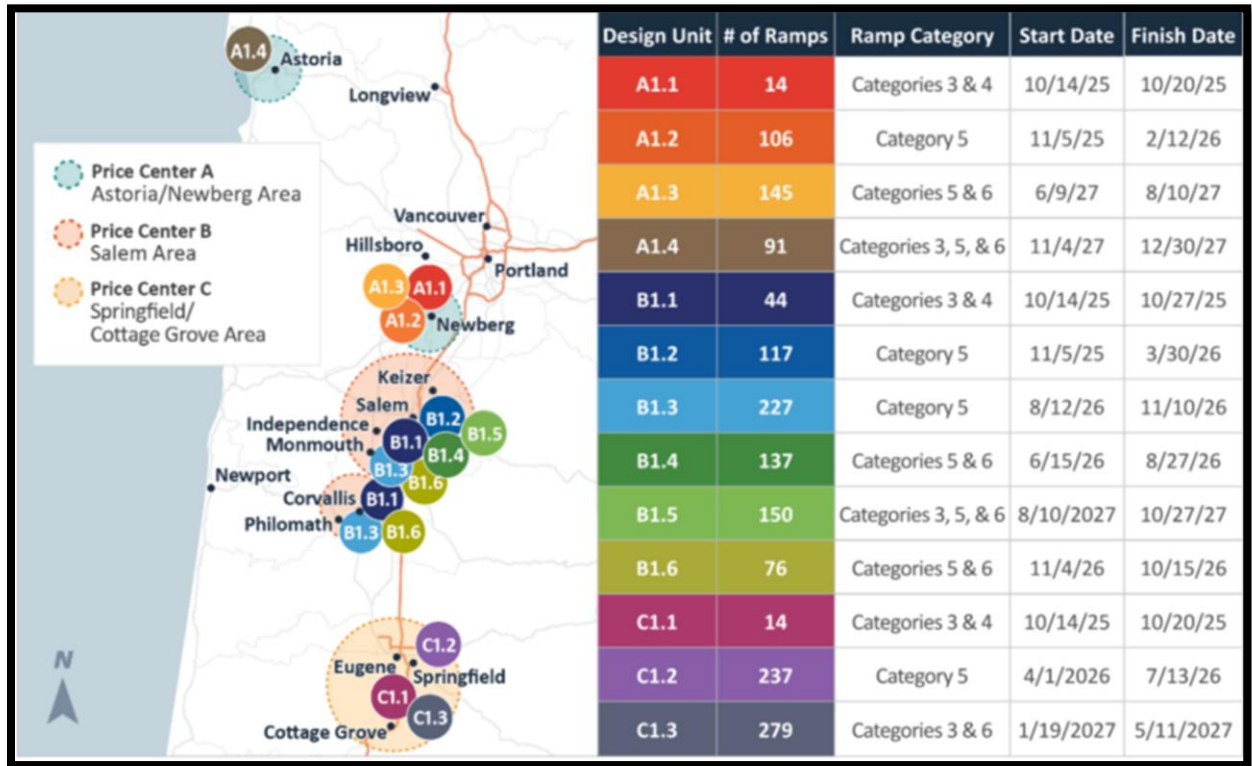 A1.4
Astoria
Longview
Price Center A
Astoria/Newberg Area
Price Center B
Salem Area
Price Center C
Springfield/
Cottage Grove Area
Vancouver
Hillsboro
Portland
A1.3
A1.1
A1.2
Newberg
Keizer
Salem
B1.2
Independence
B1.1
B1.5
Monmouth
B1.4
B1.3
B1.6
Newport
Corvallis
B1.1
Philomath
B1.3
B1.6
C1.2
Eugene
Springfield
C1.1
C1.3
Cottage Grove
N
Design Unit # of Ramps Ramp Category Start Date Finish Date
A1.1 14 Categories 3 & 4 10/14/25 10/20/25
A1.2 106 Category 5 11/5/25 2/12/26
A1.3 145 Categories 5 & 6 6/9/27 8/10/27
A1.4 91 Categories 3, 5, & 6 11/4/27 12/30/27
B1.1 44 Categories 3 & 4 10/14/25 10/27/25
B1.2 117 Category 5 11/5/25 3/30/26
B1.3 227 Category 5 8/12/26 11/10/26
B1.4 137 Categories 5 & 6 6/15/26 8/27/26
B1.5 150 Categories 3, 5, & 6 8/10/2027 10/27/27
B1.6 76 Categories 5 & 6 11/4/26 10/15/26
C1.1 14 Categories 3 & 4 10/14/25 10/20/25
C1.2 237 Category 5 4/1/2026 7/13/26
C1.3 279 Categories 3 & 6 1/19/2027 5/11/2027